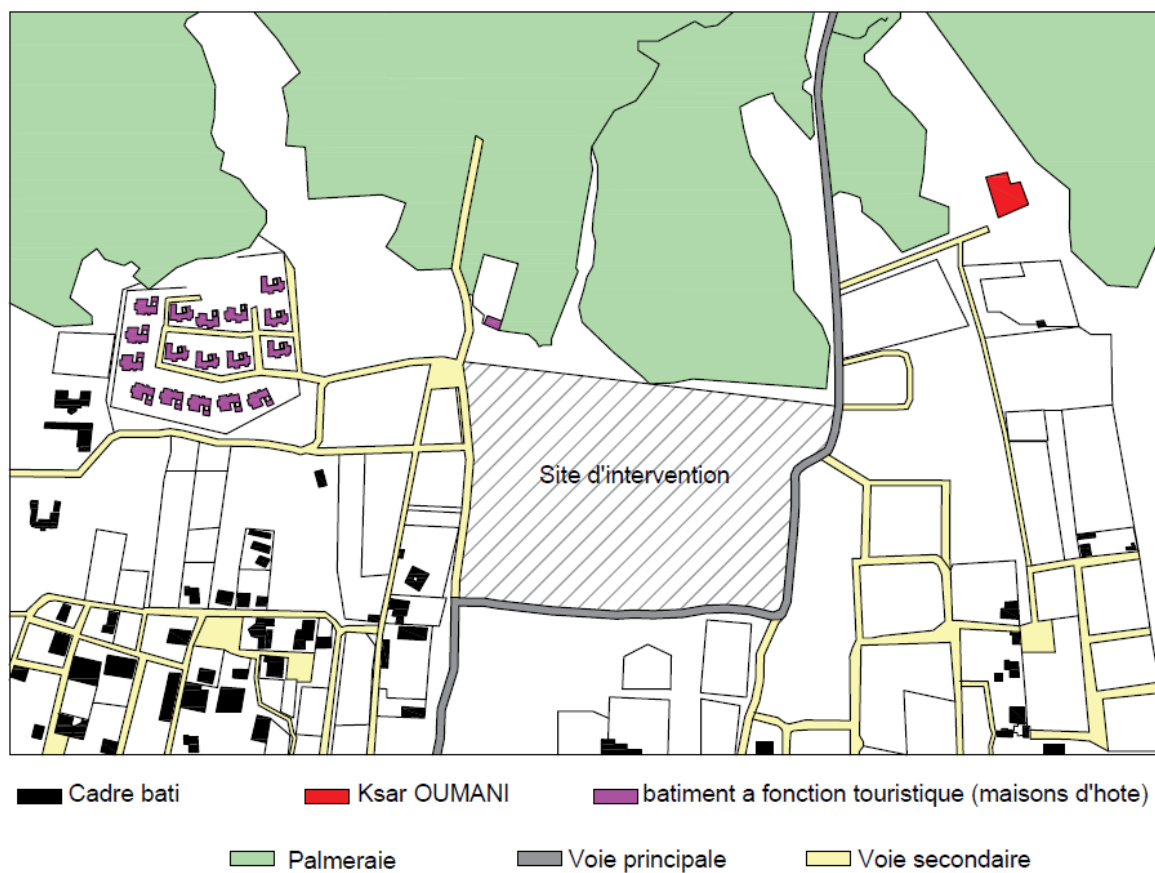 Site d'intervention
Cadre bati
Ksar OUMANI
batiment a fonction touristique (maisons d'hote)
Palmeraie
Voie principale
Voie secondaire